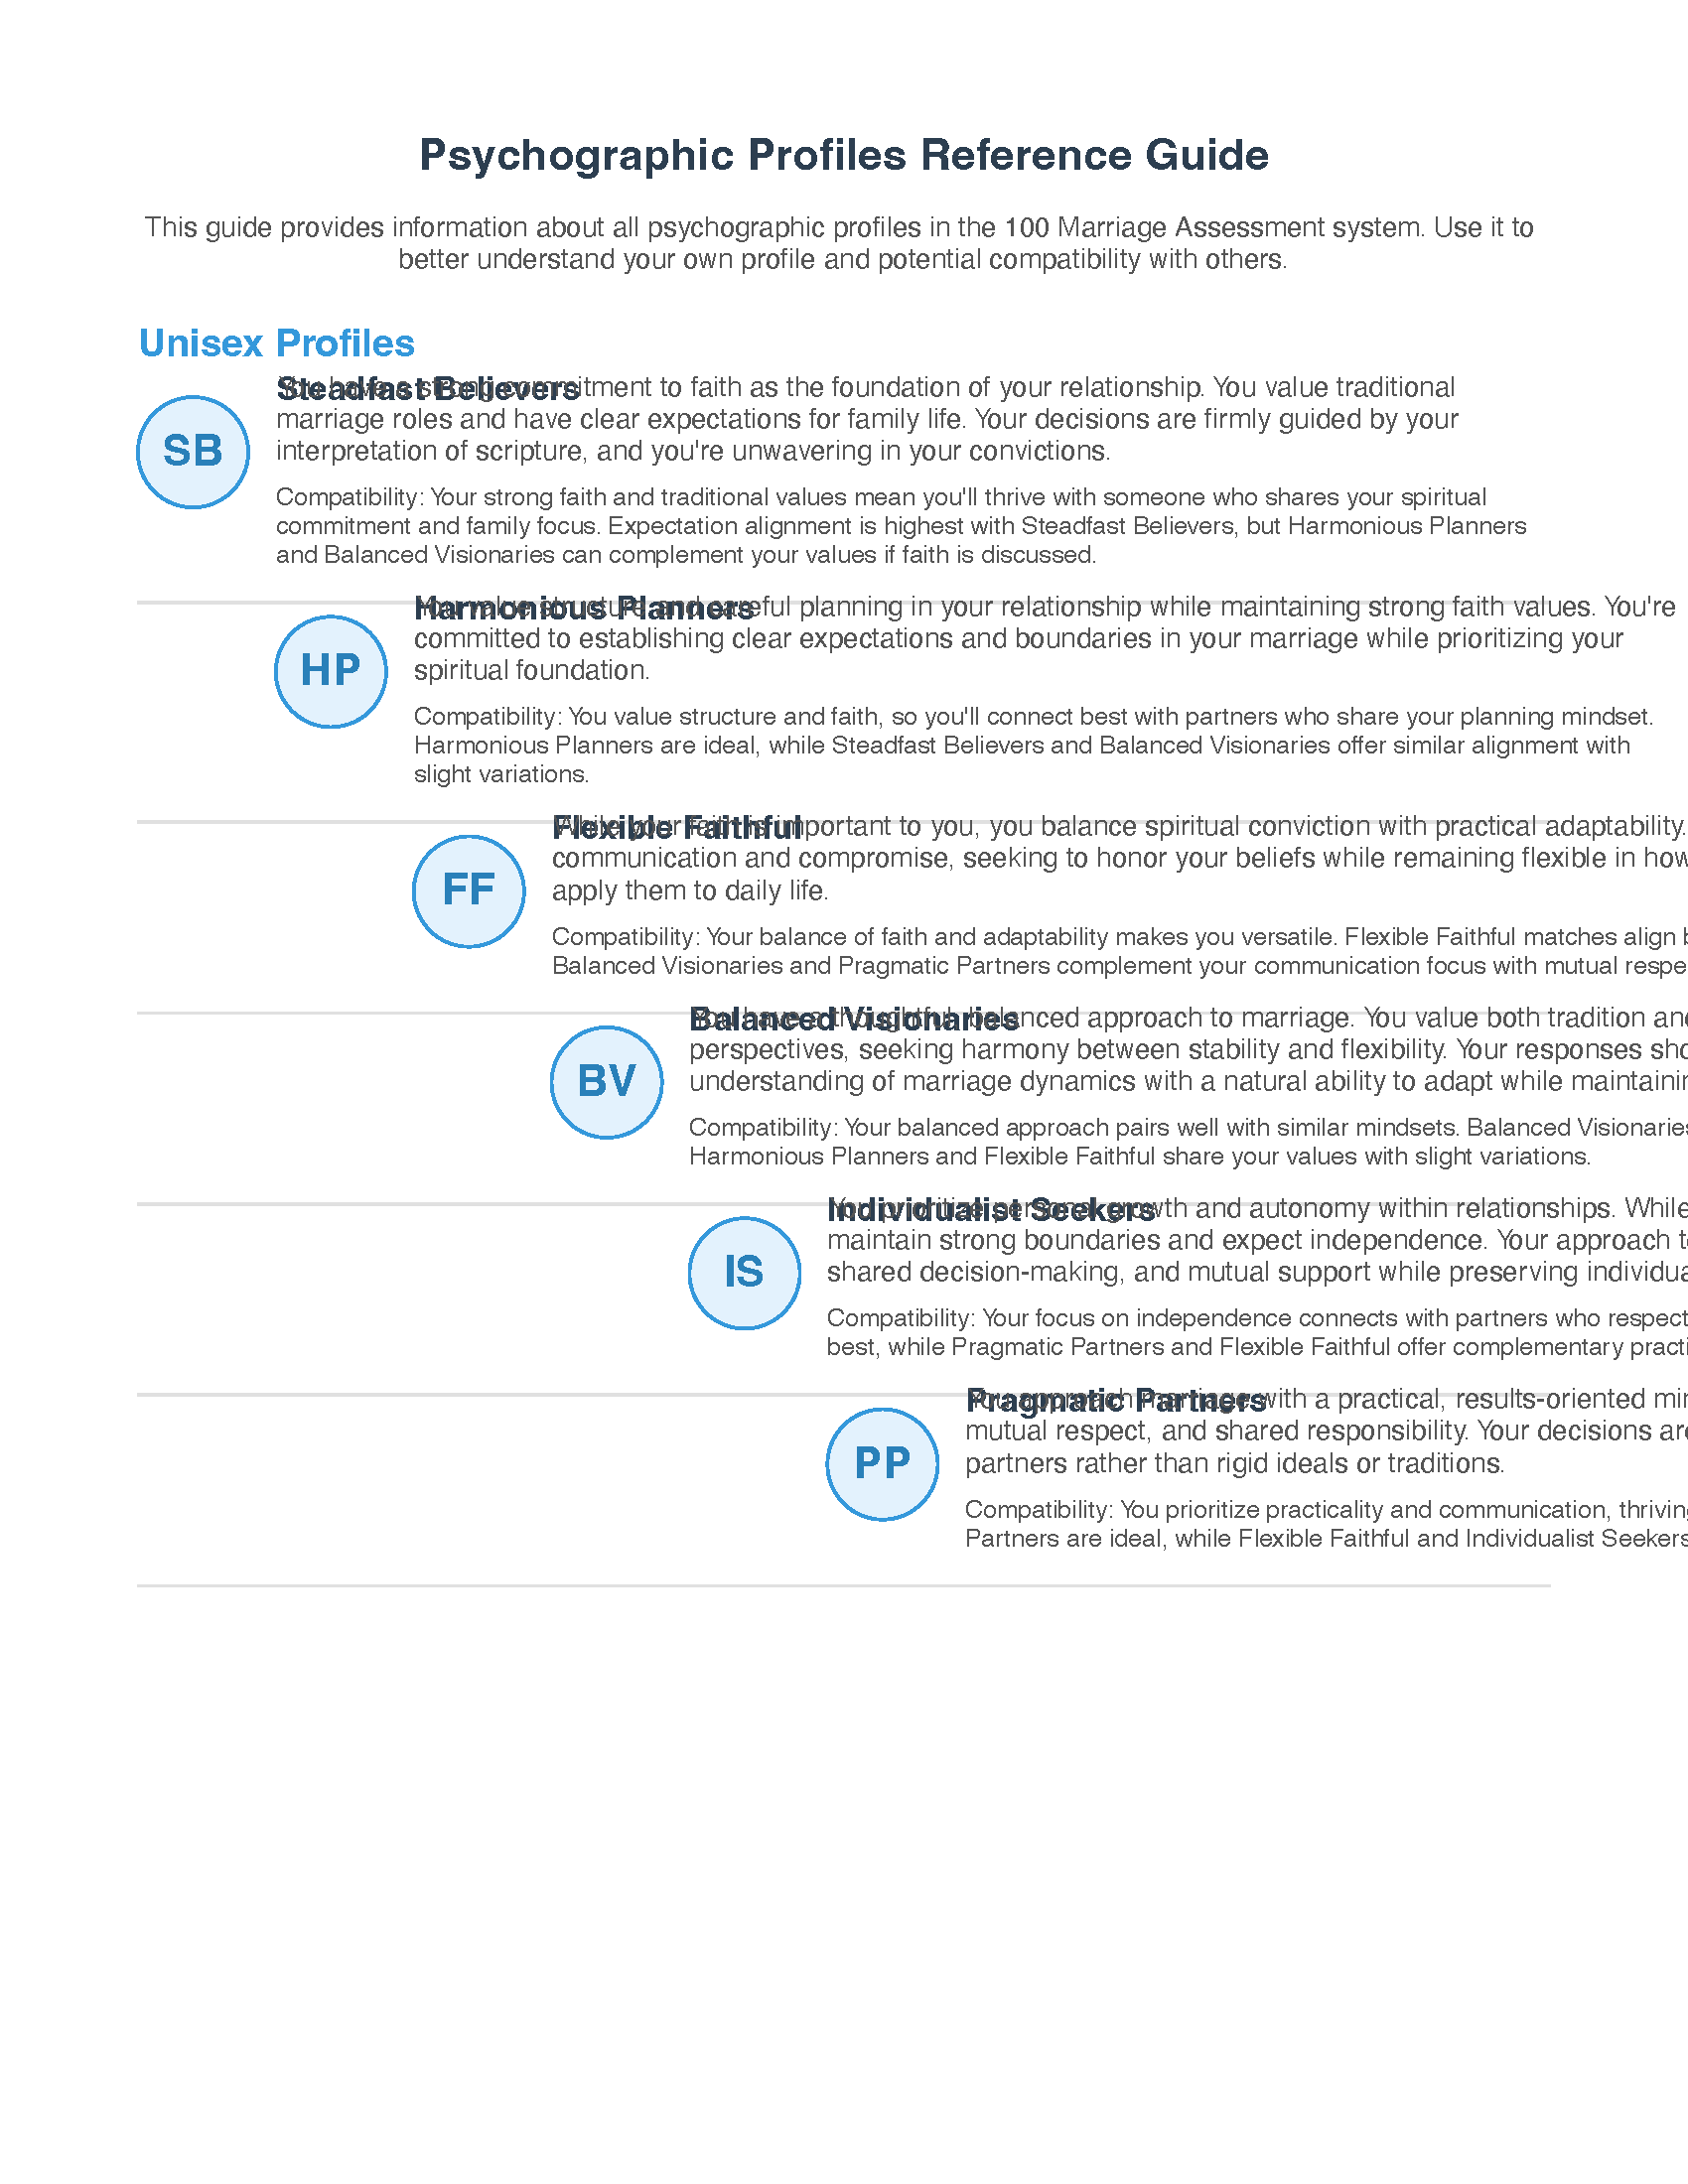 Psychographic Profiles Reference Guide
This guide provides information about all psychographic profiles in the 100 Marriage Assessment system. Use it to
better understand your own profile and potential compatibility with others.
Unisex Profiles
SB
Steadfast Believers
You have a strong commitment to faith as the foundation of your relationship. You value traditional
marriage roles and have clear expectations for family life. Your decisions are firmly guided by your
interpretation of scripture, and you're unwavering in your convictions.
Compatibility: Your strong faith and traditional values mean you'll thrive with someone who shares your spiritual
commitment and family focus. Expectation alignment is highest with Steadfast Believers, but Harmonious Planners
and Balanced Visionaries can complement your values if faith is discussed.
HP
Harmonious Planners
You value structure and careful planning in your relationship while maintaining strong faith values. You're
committed to establishing clear expectations and boundaries in your marriage while prioritizing your
spiritual foundation.
Compatibility: You value structure and faith, so you'll connect best with partners who share your planning mindset.
Harmonious Planners are ideal, while Steadfast Believers and Balanced Visionaries offer similar alignment with
slight variations.
FF
Flexible Faithful
While your faith is important to you, you balance spiritual conviction with practical adaptability.
communication and compromise, seeking to honor your beliefs while remaining flexible in how
apply them to daily life.
Compatibility: Your balance of faith and adaptability makes you versatile. Flexible Faithful matches align
Balanced Visionaries and Pragmatic Partners complement your communication focus with mutual
BV
Balanced Visionaries
You have a thoughtful, balanced approach to marriage. You value both tradition
perspectives, seeking harmony between stability and flexibility. Your responses
understanding of marriage dynamics with a natural ability to adapt while
Compatibility: Your balanced approach pairs well with similar mindsets. Balanced Visionaries
Harmonious Planners and Flexible Faithful share your values with slight variations.
IS
Individualist Seekers
You prioritize personal growth and autonomy within relationships. While
maintain strong boundaries and expect independence. Your approach
shared decision-making, and mutual support while preserving
Compatibility: Your focus on independence connects with partners who respect
best, while Pragmatic Partners and Flexible Faithful offer complementary
PP
Pragmatic Partners
You approach marriage with a practical, results-oriented
mutual respect, and shared responsibility. Your decisions
partners rather than rigid ideals or traditions.
Compatibility: You prioritize practicality and communication,
Partners are ideal, while Flexible Faithful and Individualist Seekers